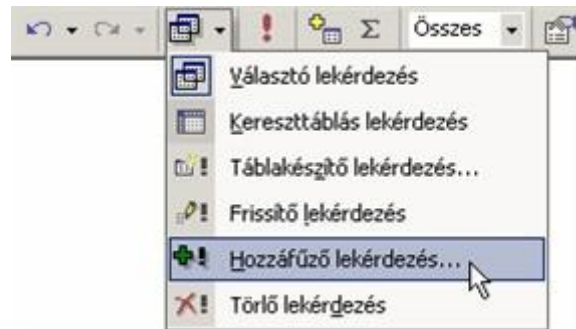 Összes
Választó lekérdezés
Kereszttáblás lekérdezés
Táblakészítő lekérdezés...
Frissítő lekérdezés
Hozzáfűző lekérdezés...
Törlő lekérdezés